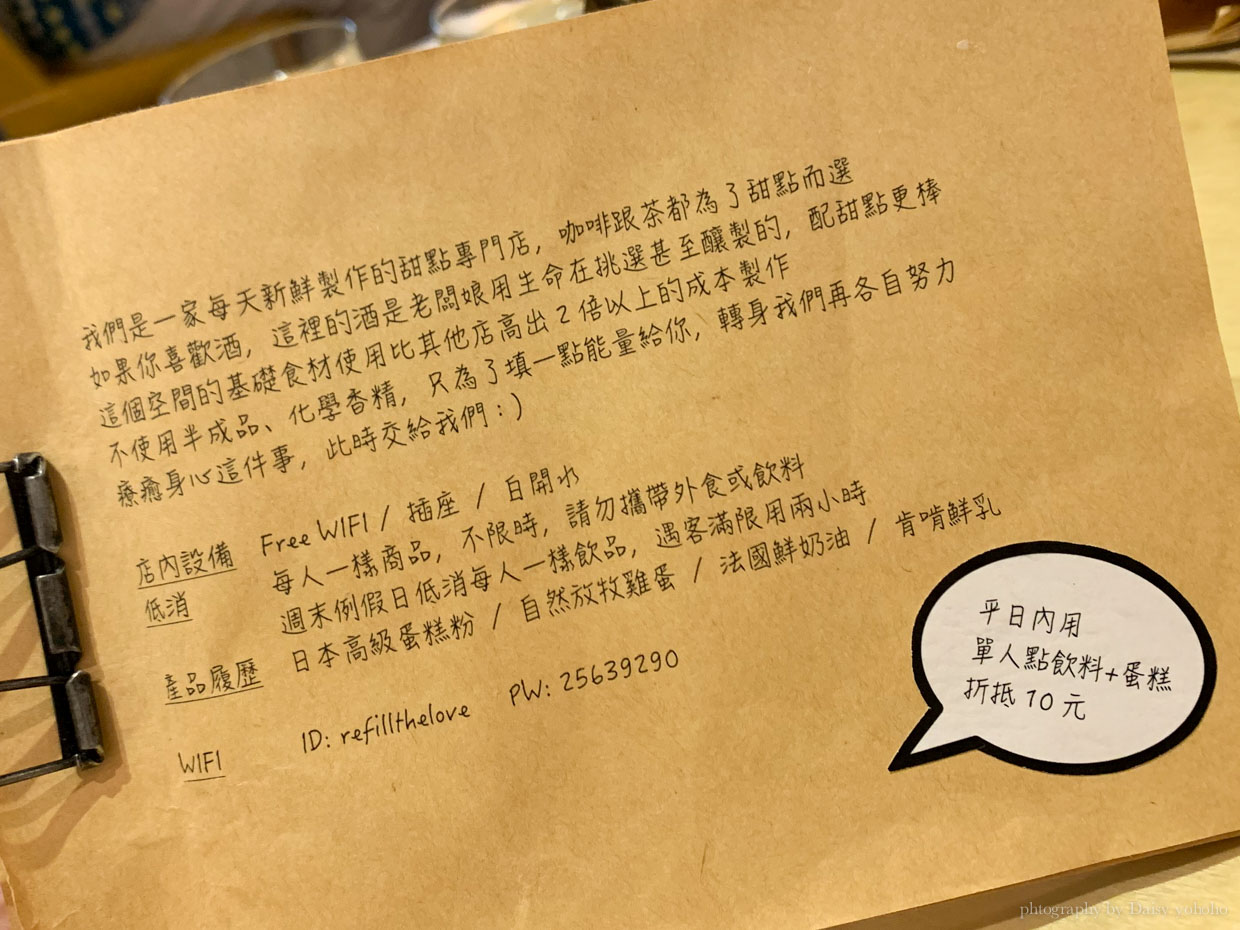 我們是一家每天新鮮製作的甜點專門店，咖啡跟茶都為了甜點而選
如果你喜歡酒，這裡的酒是老闆娘用生命在挑選甚至釀製的，配甜點更棒
這個空間的基礎食材使用比其他店高出2倍以上的成本製作
不使用半成品、化學香精，只為了填一點能量給你，轉身我們再各自努力
療癒身心這件事，此時交給我們：)
店內設備 Free WIFI / 插座 / 白開水
低消 每人一樣商品，不限時，請勿攜帶外食或飲料
週末例假日低消每人一樣飲品，遇客滿限用兩小時
產品履歷 日本高級蛋糕粉 / 自然放牧雞蛋 / 法國鮮奶油 / 肯啃鮮乳
WIFI ID: refillthelove PW: 25639290
平日內用
單人點飲料+蛋糕
折抵10元
phtography by Daisy yohoho